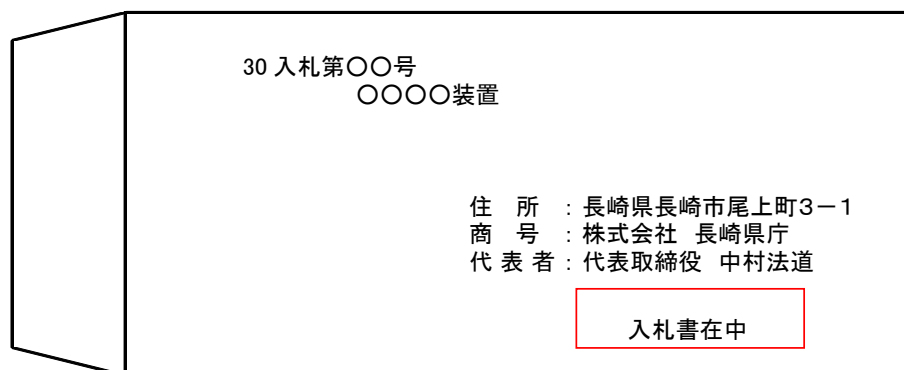 30 入札第〇〇号
〇〇〇〇装置
住　所　：長崎県長崎市尾上町3－1
商　号　：株式会社　長崎県庁
代 表 者：代表取締役　中村法道
入札書在中